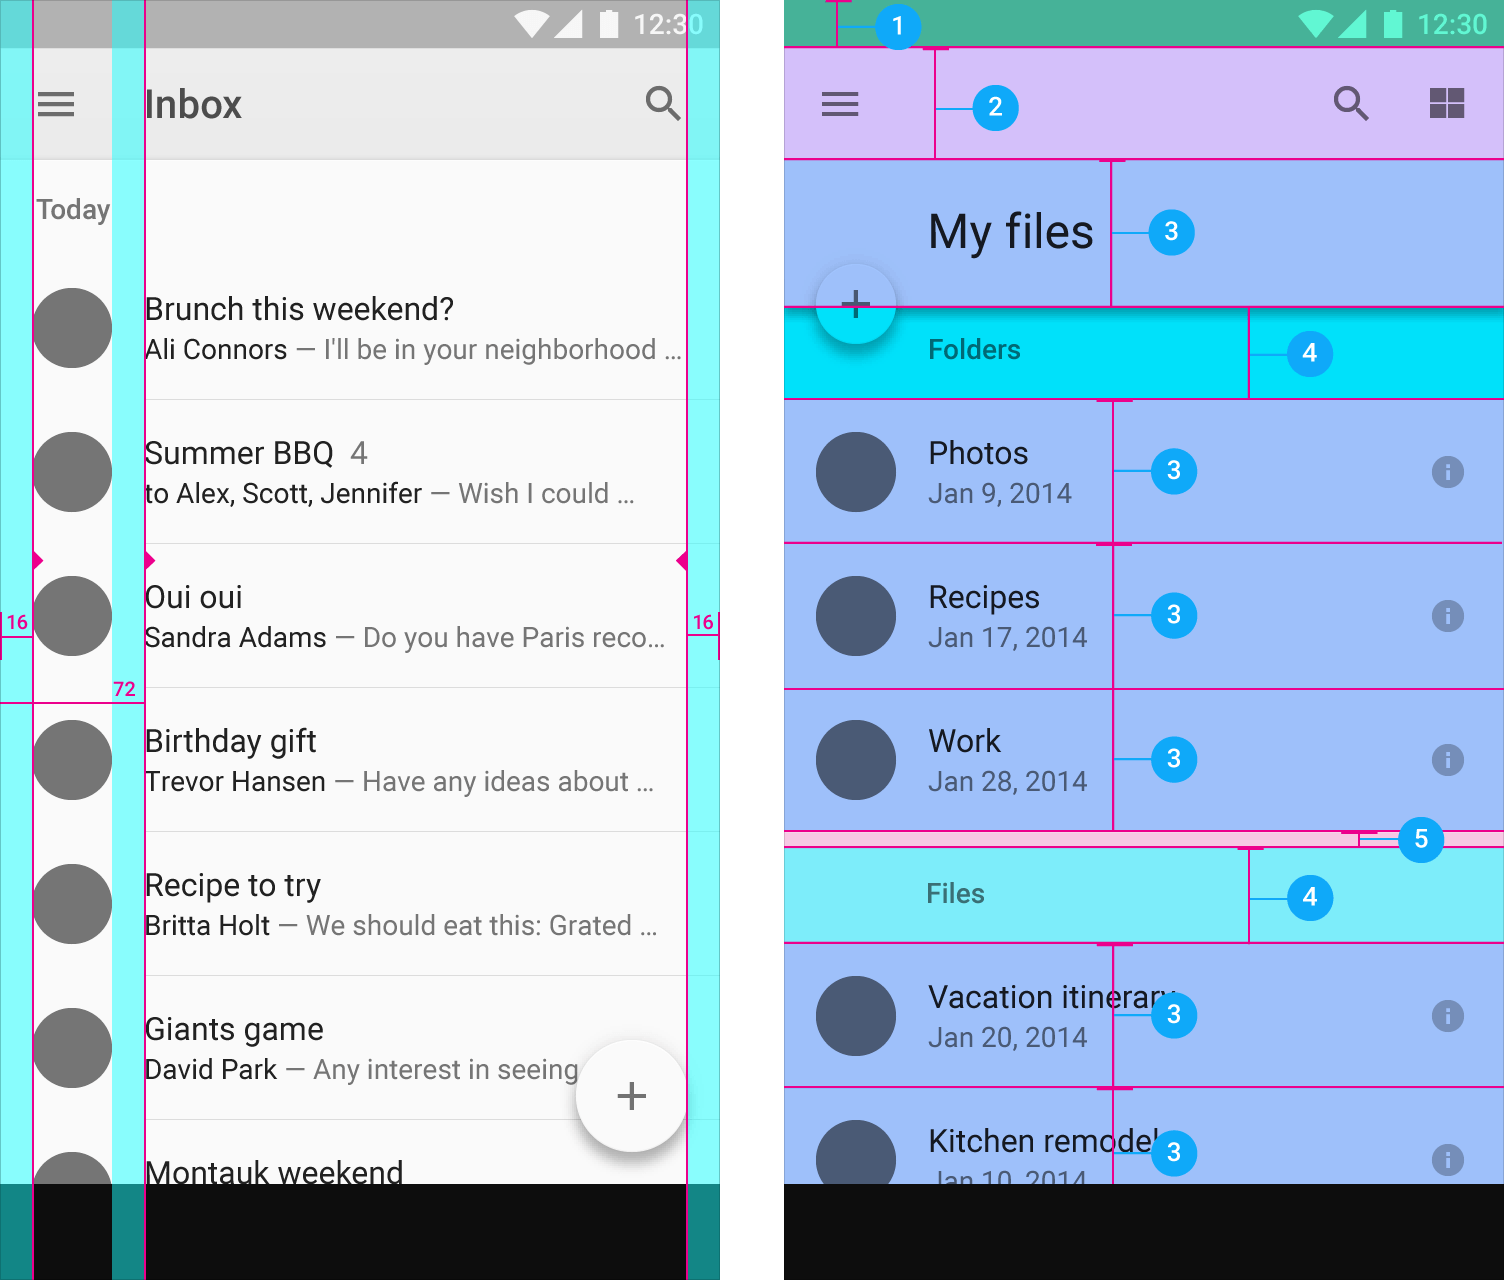 12:30
Inbox
Today
Brunch this weekend?
Ali Connors — I'll be in your neighborhood ...
Summer BBQ 4
to Alex, Scott, Jennifer — Wish I could ...
Oui oui
Sandra Adams — Do you have Paris reco...
16
16
72
Birthday gift
Trevor Hansen — Have any ideas about ...
Recipe to try
Britta Holt — We should eat this: Grated ...
Giants game
David Park — Any interest in seeing
+
Montauk weekend
12:30
1
2
My files
3
+
Folders
4
Photos
Jan 9, 2014
3
i
Recipes
Jan 17, 2014
3
i
Work
Jan 28, 2014
3
i
5
Files
4
Vacation itinerary
Jan 20, 2014
3
i
Kitchen remodel
Jan 10, 2014
3
i